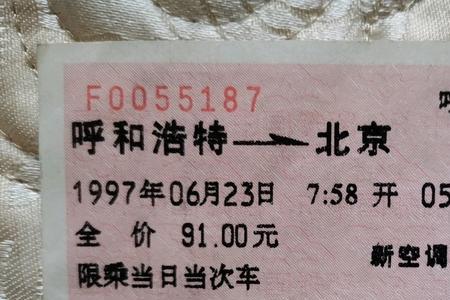 F0055187
呼和浩特→北京
1997年06月23日 7:58 开 05
全 价 91.00元
新空调
限乘当日当次车